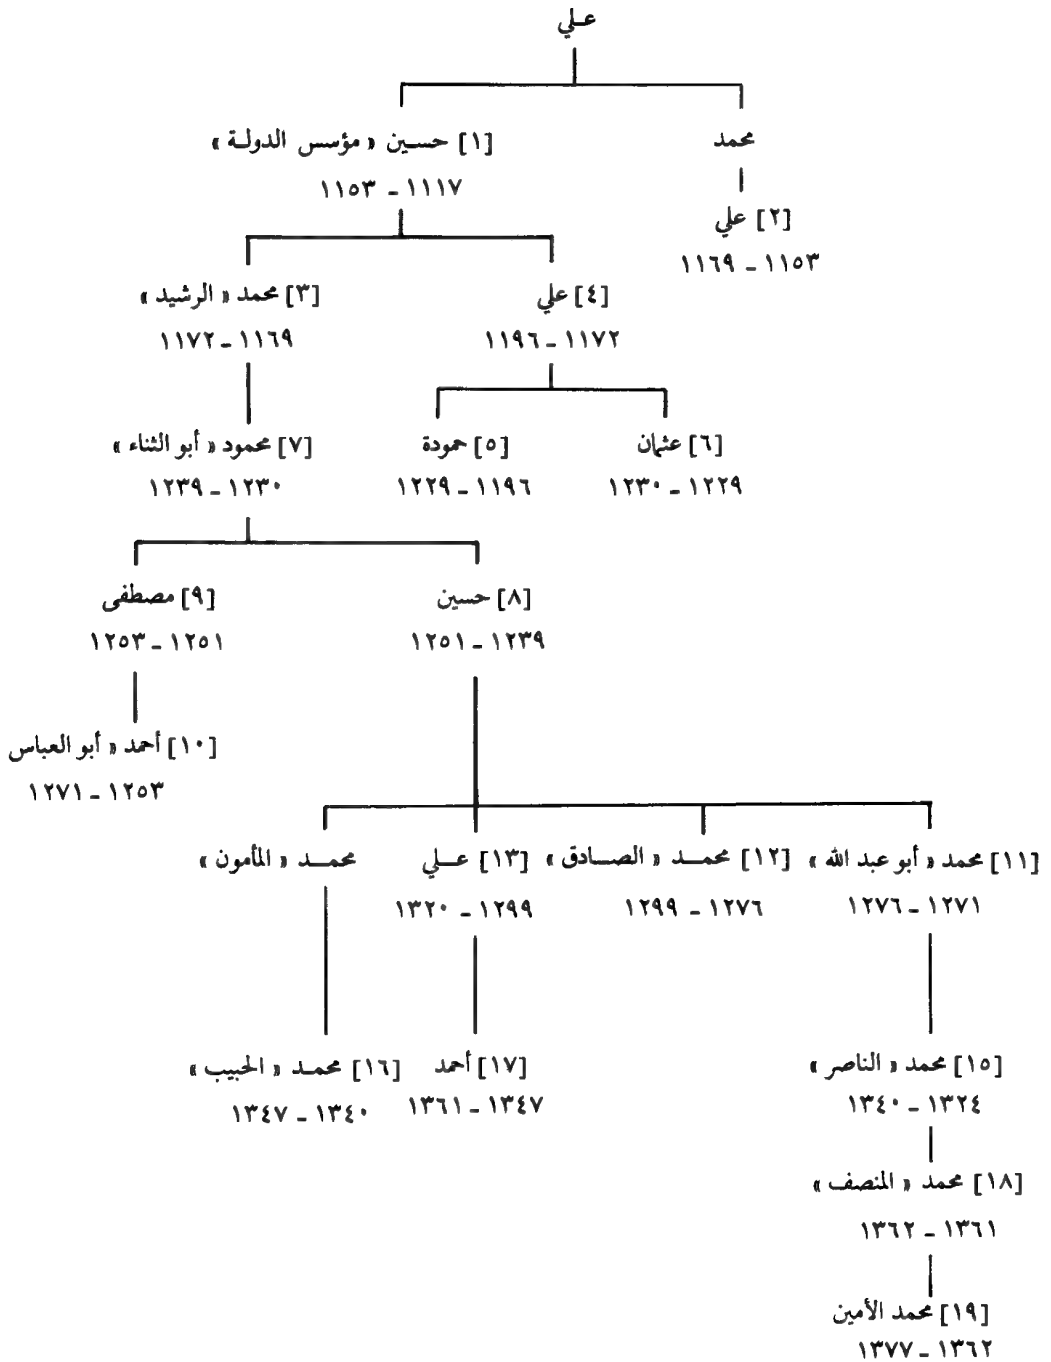 علي
محمد
[١] حسين « مؤسس الدولة »
١١١٧ - ١١٥٣
[٢] علي
١١٥٣ - ١١٦٩
[٤] علي
١١٧٢ - ١١٩٦
[٣] محمد « الرشيد »
١١٦٩ - ١١٧٢
[٦] عثمان
١٢٢٩ - ١٢٣٠
[٥] حمودة
١١٩٦ - ١٢٢٩
[٧] محمود « أبو الثناء »
١٢٣٠ - ١٢٣٩
[٨] حسين
١٢٣٩ - ١٢٥١
[٩] مصطفى
١٢٥١ - ١٢٥٣
[١٠] أحمد « أبو العباس
١٢٥٣ - ١٢٧١
[١١] محمد « أبو عبد الله »
١٢٧١ - ١٢٧٦
[١٢] محمد « الصادق »
١٢٧٦ - ١٢٩٩
[١٣] علي
١٢٩٩ - ١٣٢٠
محمد « المأمون »
[١٥] محمد « الناصر »
١٣٢٤ - ١٣٤٠
[١٧] أحمد
١٣٤٧ - ١٣٦١
[١٦] محمد « الحبيب »
١٣٤٠ - ١٣٤٧
[١٨] محمد « المنصف »
١٣٦١ - ١٣٦٢
[١٩] محمد الأمين
١٣٦٢ - ١٣٧٧